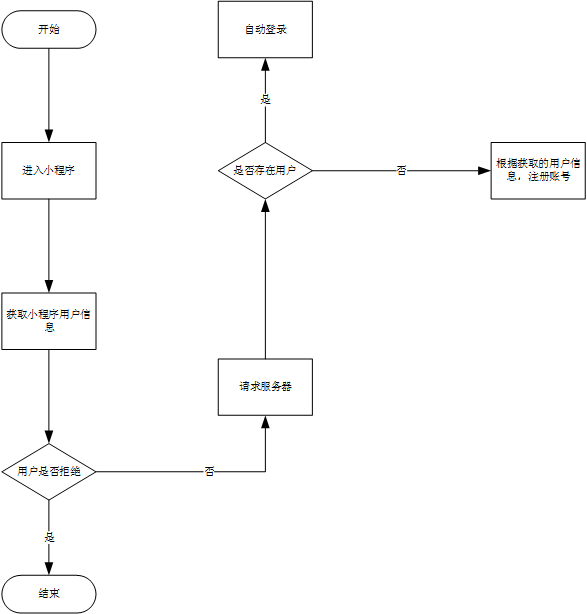 开始
自动登录
是
进入小程序
是否存在用户
否
根据获取的用户信
息，注册账号
获取小程序用户信
息
请求服务器
用户是否拒绝
否
是
结束